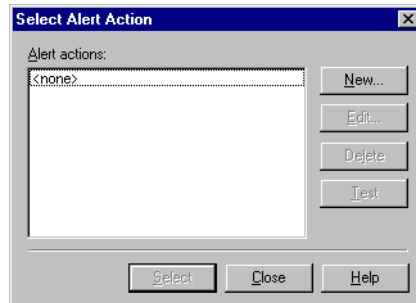 Select Alert Action
Alert actions:
<none>
New...
Edit...
Delete
Test
Select
Close
Help